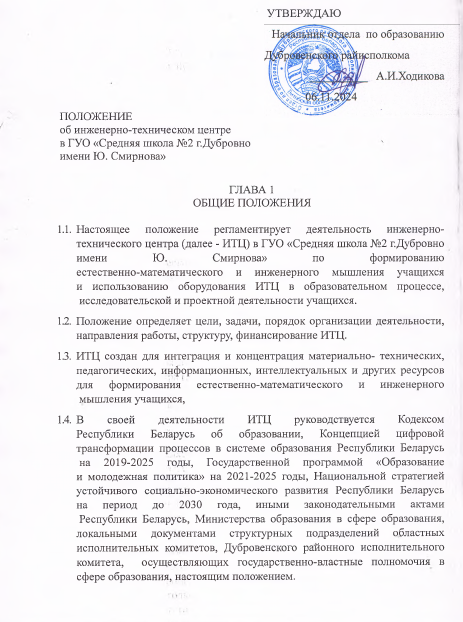 УТВЕРЖДАЮ
Начальник отдела по образованию
Дубровенского райисполкома
А.И.Ходикова
06.11.2024
ПОЛОЖЕНИЕ
об инженерно-техническом центре
в ГУО «Средняя школа №2 г.Дубровно
имени Ю. Смирнова»
ГЛАВА 1
ОБЩИЕ ПОЛОЖЕНИЯ
1.1. Настоящее положение регламентирует деятельность инженерно-
технического центра (далее - ИТЦ) в ГУО «Средняя школа №2 г.Дубровно
имени Ю. Смирнова» по формированию
естественно-математического и инженерного мышления учащихся
и использованию оборудования ИТЦ в образовательном процессе,
исследовательской и проектной деятельности учащихся.
1.2. Положение определяет цели, задачи, порядок организации деятельности,
направления работы, структуру, финансирование ИТЦ.
1.3. ИТЦ создан для интеграция и концентрация материально- технических,
педагогических, информационных, интеллектуальных и других ресурсов
для формирования естественно-математического и инженерного
мышления учащихся,
1.4. В своей деятельности ИТЦ руководствуется Кодексом
Республики Беларусь об образовании, Концепцией цифровой
трансформации процессов в системе образования Республики Беларусь
на 2019-2025 годы, Государственной программой «Образование
и молодежная политика» на 2021-2025 годы, Национальной стратегией
устойчивого социально-экономического развития Республики Беларусь
на период до 2030 года, иными законодательными актами
Республики Беларусь, Министерства образования в сфере образования,
локальными документами структурных подразделений областных
исполнительных комитетов, Дубровенского районного исполнительного
комитета, осуществляющих государственно-властные полномочия в
сфере образования, настоящим положением.